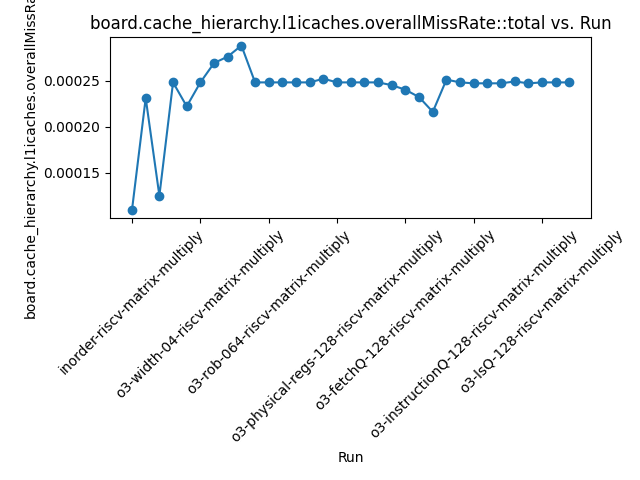 board.cache_hierarchy.l1icaches.overallMissRate::total vs. Run
board.cache_hierarchy.l1icaches.overallMissRa
0.00025
0.00020
0.00015
inorder-riscv-matrix-multiply
o3-width-04-riscv-matrix-multiply
o3-rob-064-riscv-matrix-multiply
o3-physical-regs-128-riscv-matrix-multiply
o3-fetchQ-128-riscv-matrix-multiply
o3-instructionQ-128-riscv-matrix-multiply
o3-lsQ-128-riscv-matrix-multiply
Run